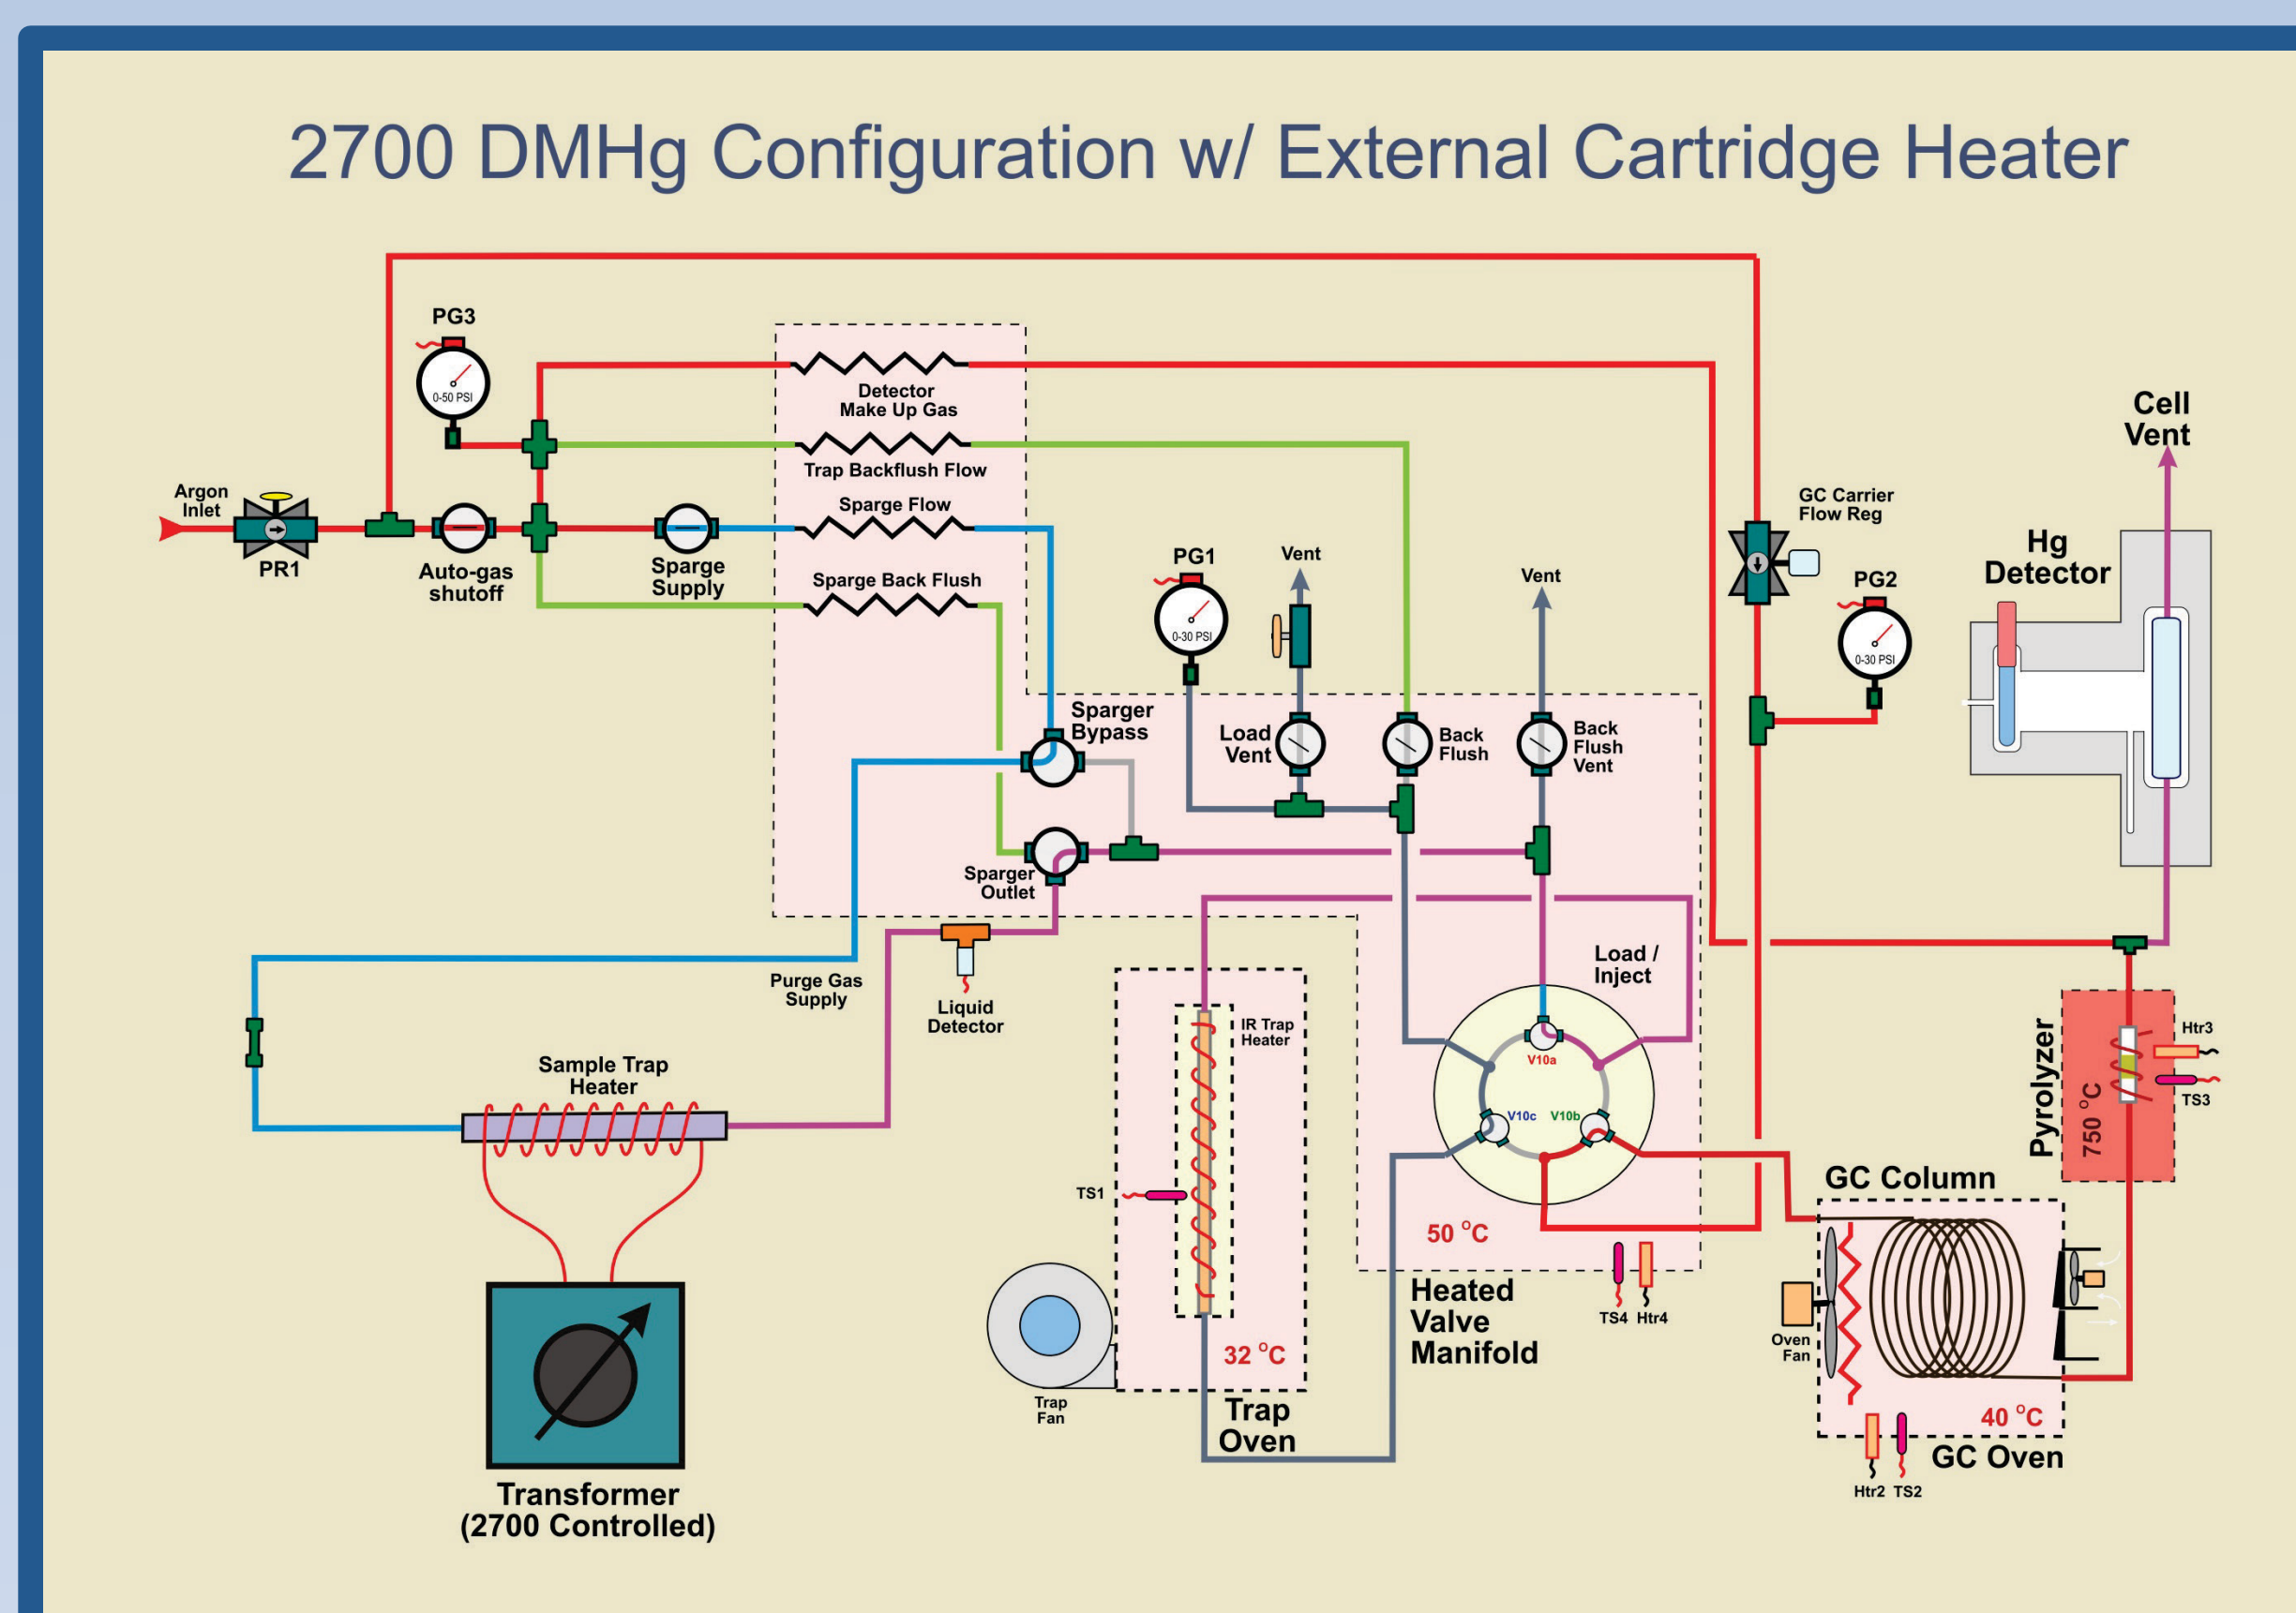 2700 DMHg Configuration w/ External Cartridge Heater
PG3
0-50 PSI
Detector
Make Up Gas
Trap Backflush Flow
Cell
Vent
Argon
Inlet
PR1
Auto-gas
shutoff
Sparge
Supply
Sparge Flow
Sparge Back Flush
PG1
0-30 PSI
Vent
Vent
GC Carrier
Flow Reg
PG2
0-30 PSI
Hg
Detector
Sparger
Bypass
Load
Vent
Back
Flush
Back
Flush
Vent
Sparger
Outlet
Purge Gas
Supply
Liquid
Detector
Load /
Inject
IR Trap
Heater
V10a
V10c
V10b
Sample Trap
Heater
Pyrolyzer
750 °C
Htr3
TS3
TS1
50 °C
GC Column
Heated
Valve
Manifold
TS4
Htr4
Oven
Fan
32 °C
Trap
Fan
Trap
Oven
40 °C
GC Oven
Htr2
TS2
Transformer
(2700 Controlled)